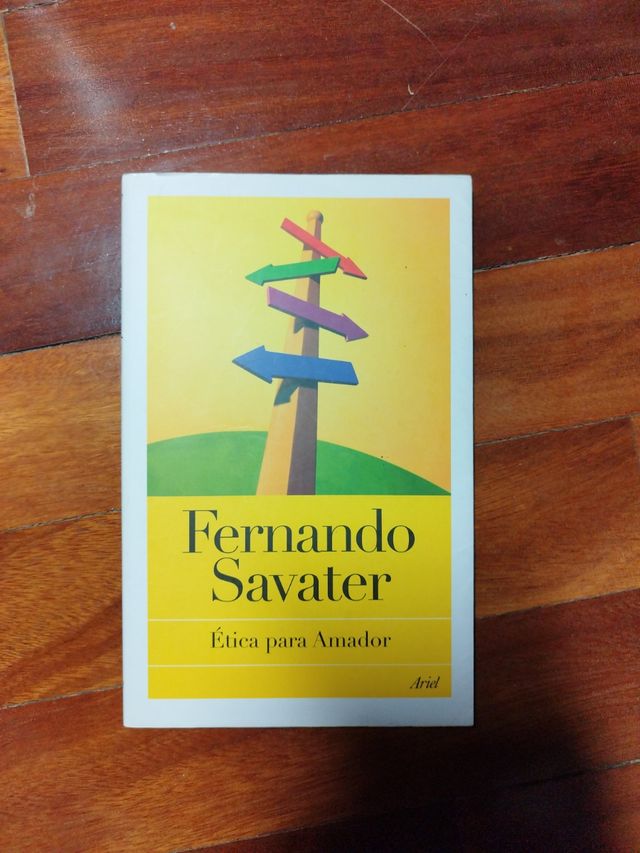 Fernando
Savater
Ética para Amador
Ariel